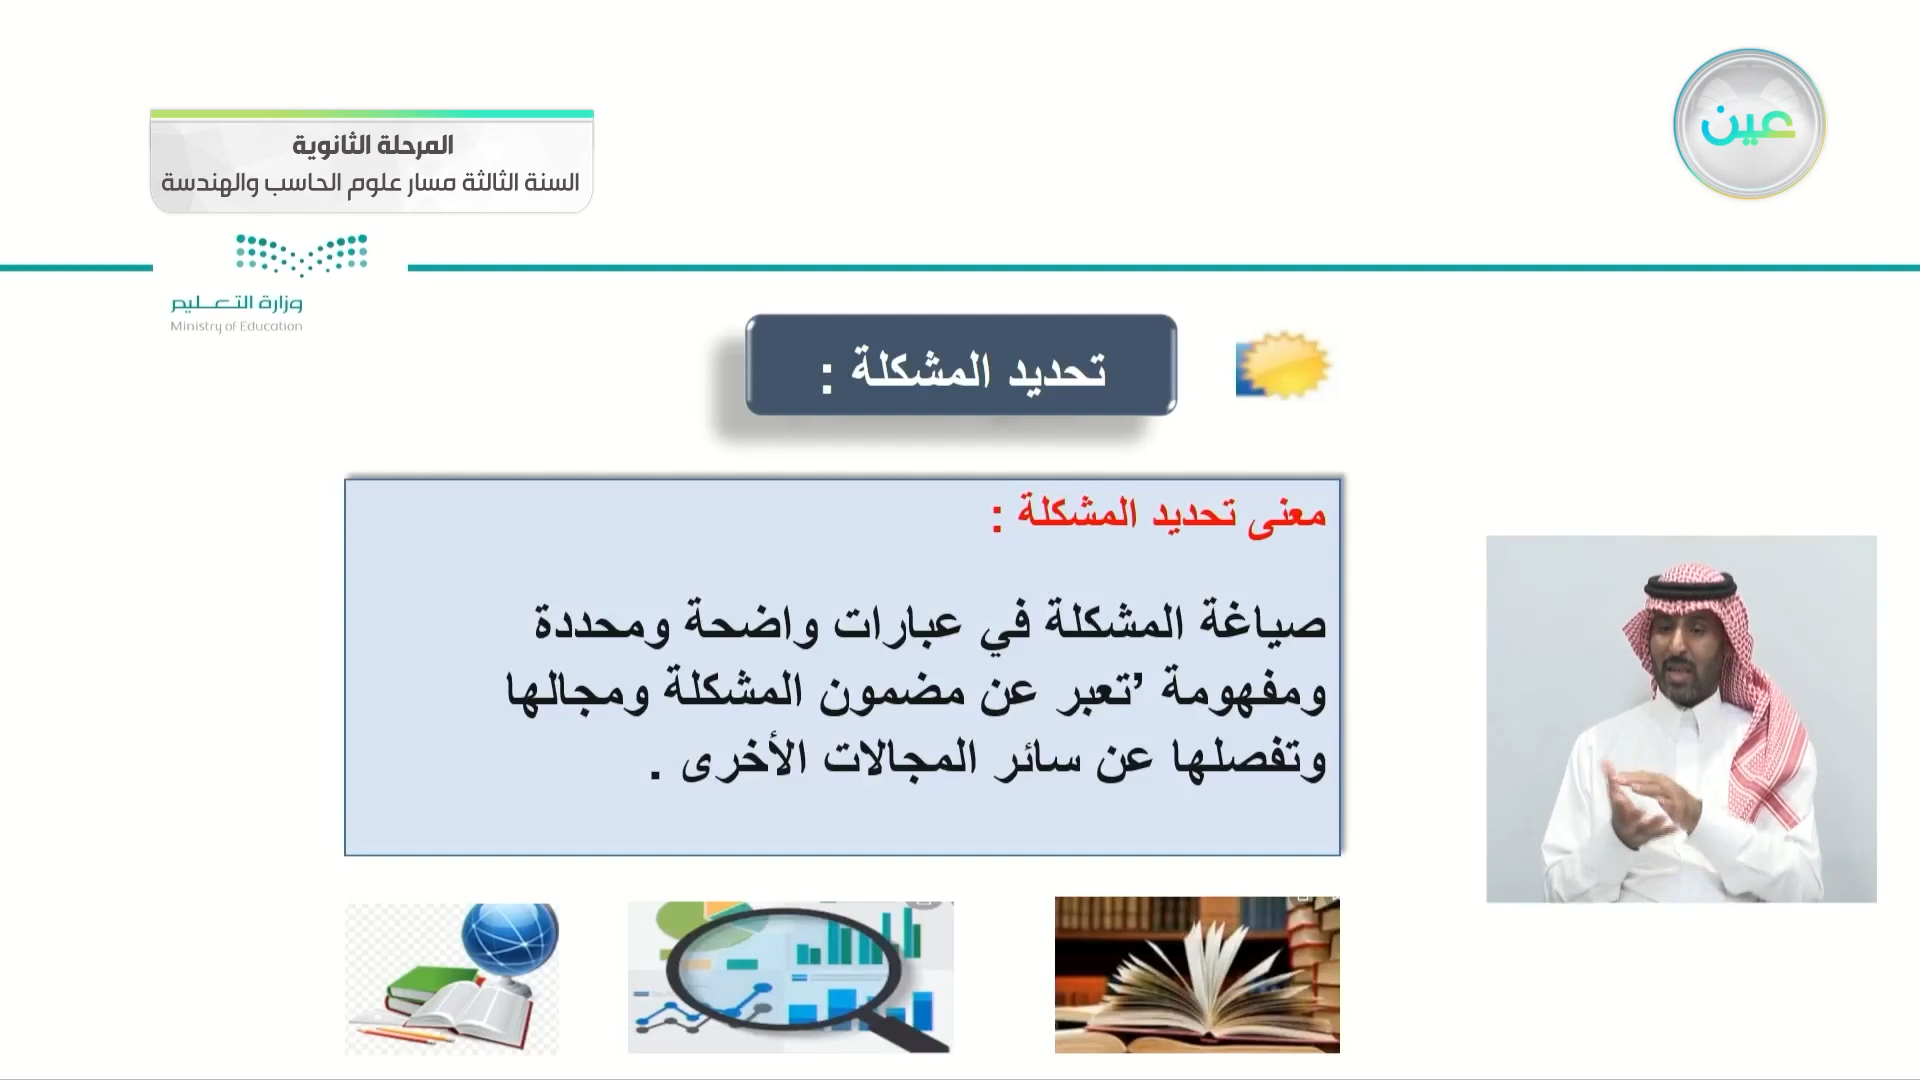 عين
المرحلة الثانوية
السنة الثالثة مسار علوم الحاسب والهندسة
وزارة التعليم
Ministry of Education
تحديد المشكلة :
معنى تحديد المشكلة :
صياغة المشكلة في عبارات واضحة ومحددة
ومفهومة ’تعبر عن مضمون المشكلة ومجالها
وتفصلها عن سائر المجالات الأخرى .